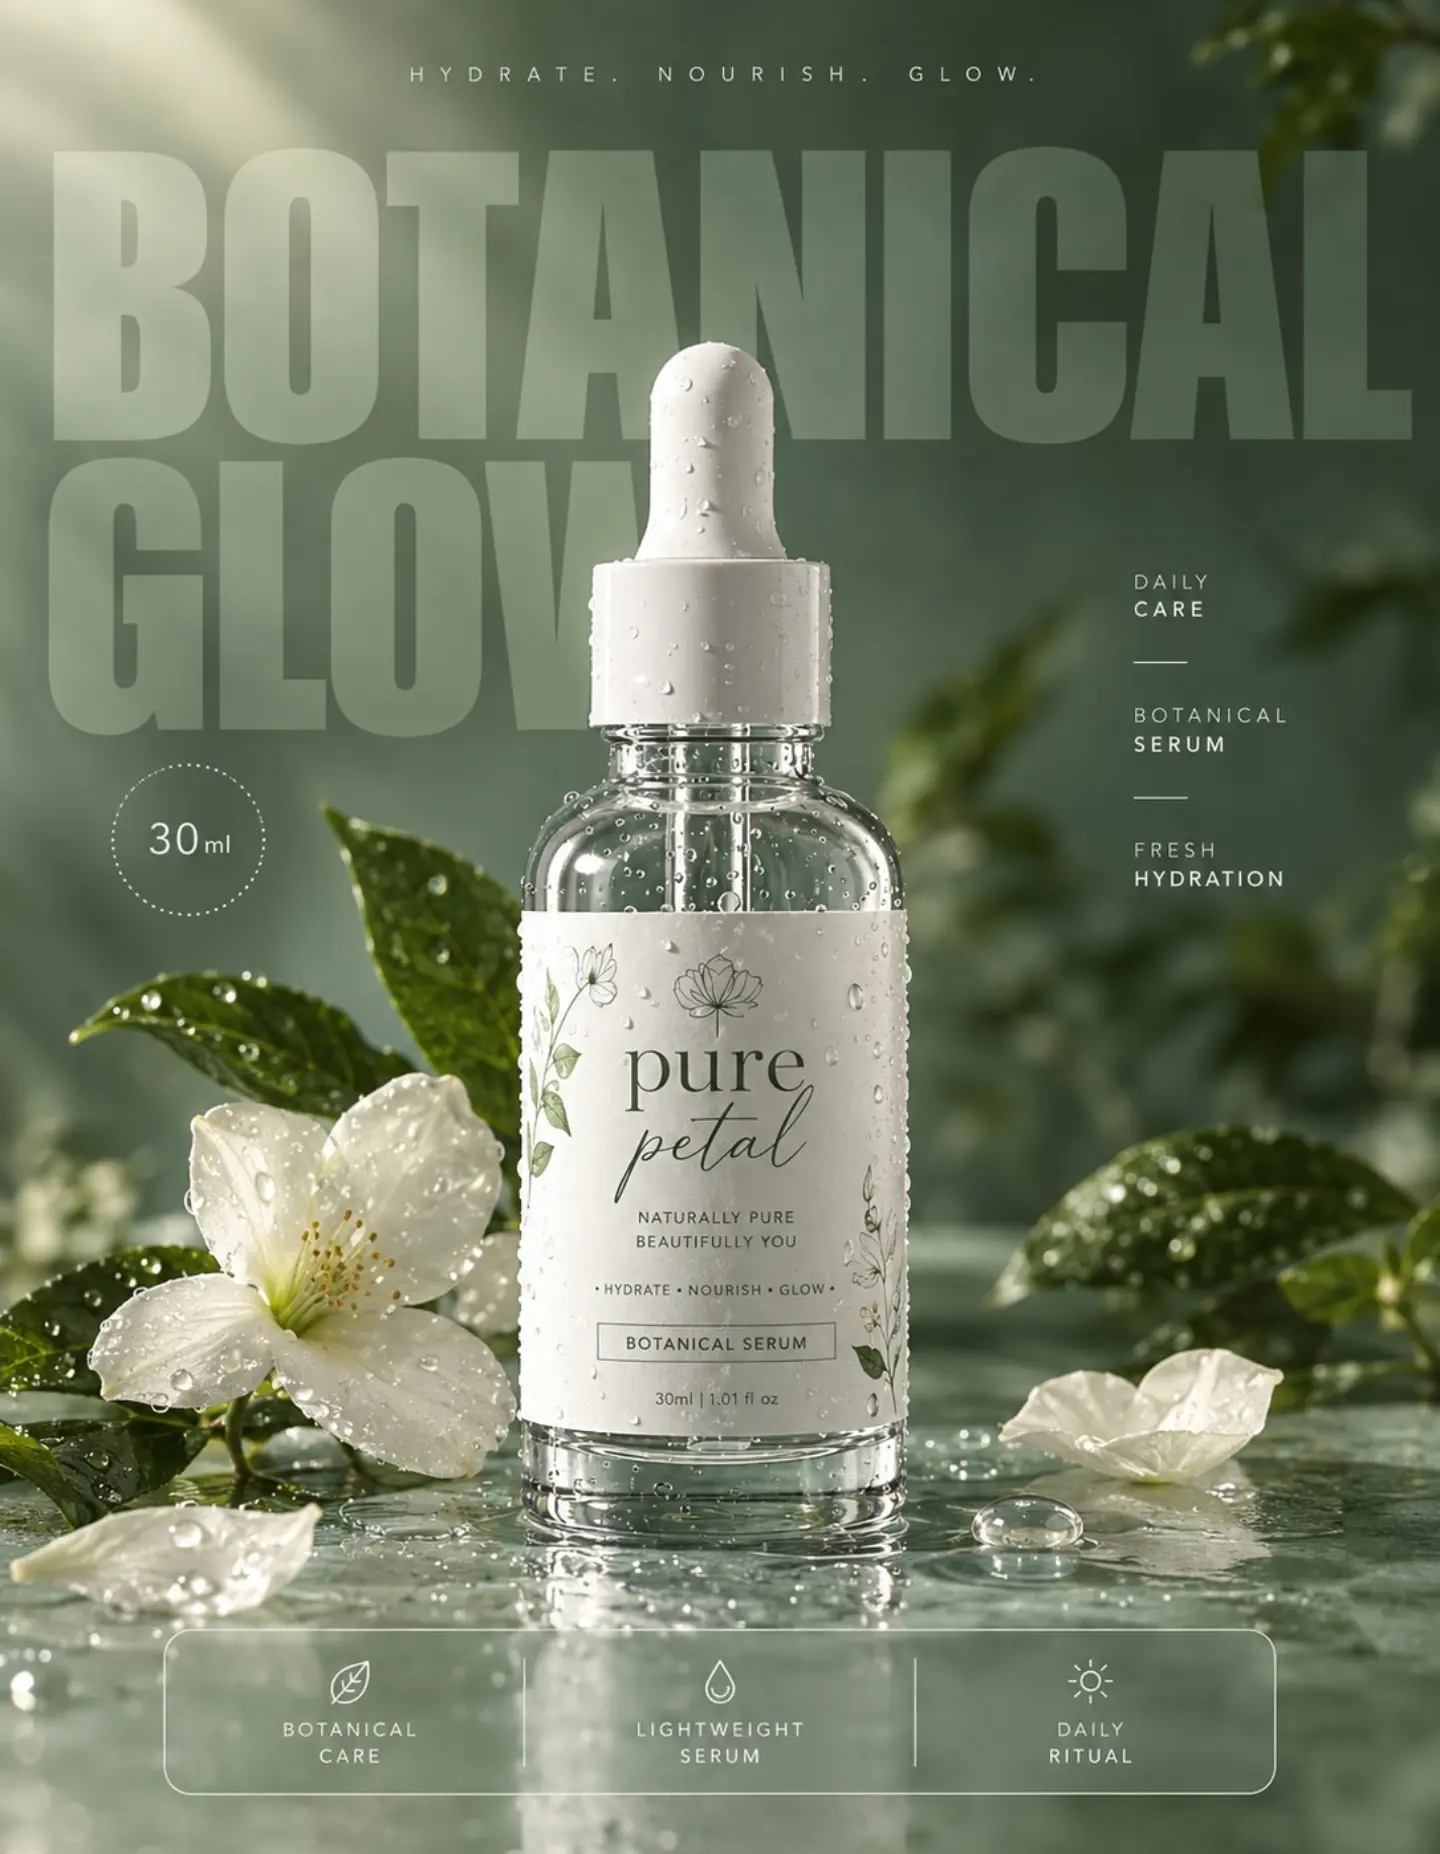 HYDRATE. NOURISH. GLOW.
BOTANICAL
GLOW
DAILY
CARE
BOTANICAL
SERUM
FRESH
HYDRATION
30ml
pure
petal
NATURALLY PURE
BEAUTIFULLY YOU
• HYDRATE • NOURISH • GLOW •
BOTANICAL SERUM
30ml | 1.01 fl oz
BOTANICAL
CARE
LIGHTWEIGHT
SERUM
DAILY
RITUAL